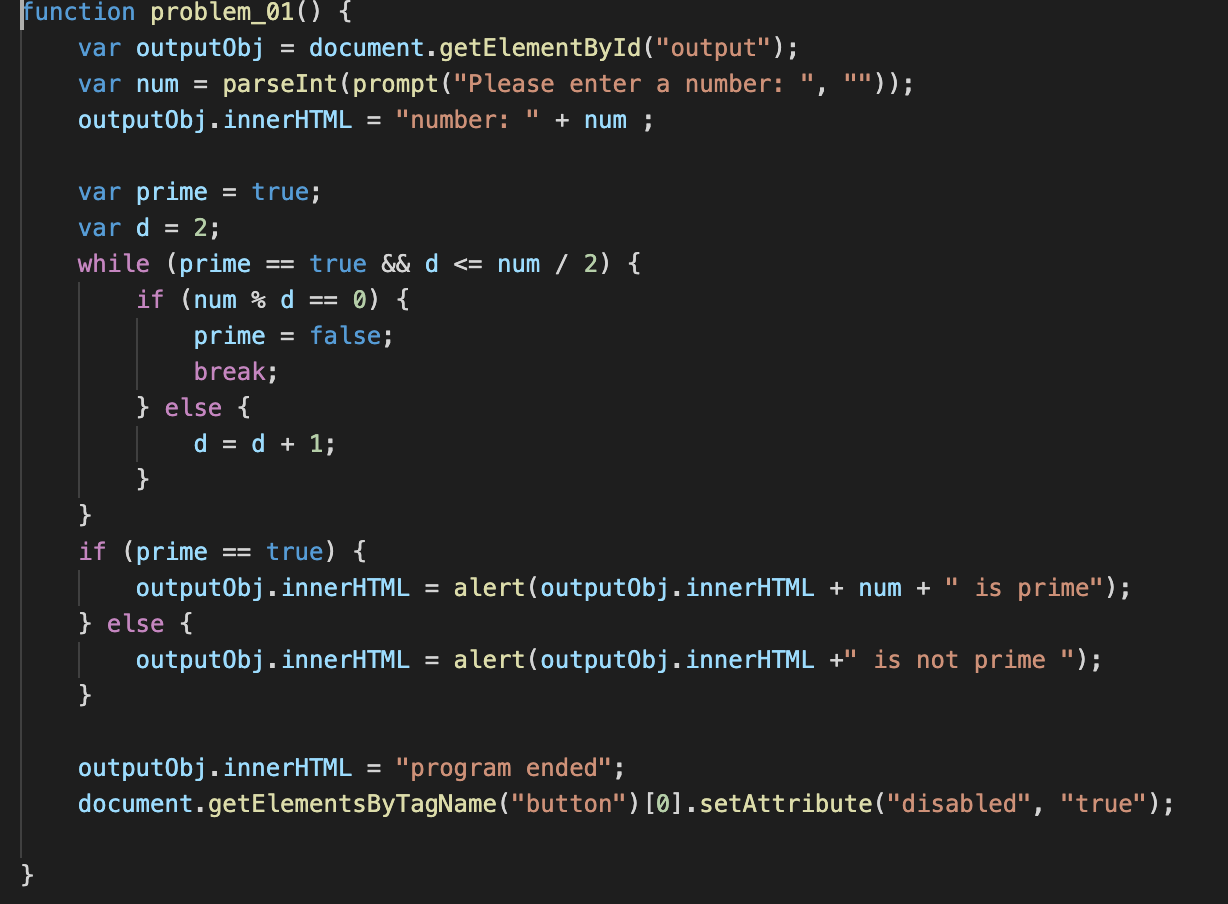 function problem_01() {
    var outputObj = document.getElementById("output");
    var num = parseInt(prompt("Please enter a number: ", ""));
    outputObj.innerHTML = "number: " + num ;

    var prime = true;
    var d = 2;
    while (prime == true && d <= num / 2) {
        if (num % d == 0) {
            prime = false;
            break;
        } else {
            d = d + 1;
        }
    }
    if (prime == true) {
        outputObj.innerHTML = alert(outputObj.innerHTML + num + " is prime");
    } else {
        outputObj.innerHTML = alert(outputObj.innerHTML +" is not prime ");
    }

    outputObj.innerHTML = "program ended";
    document.getElementsByTagName("button")[0].setAttribute("disabled", "true");

}